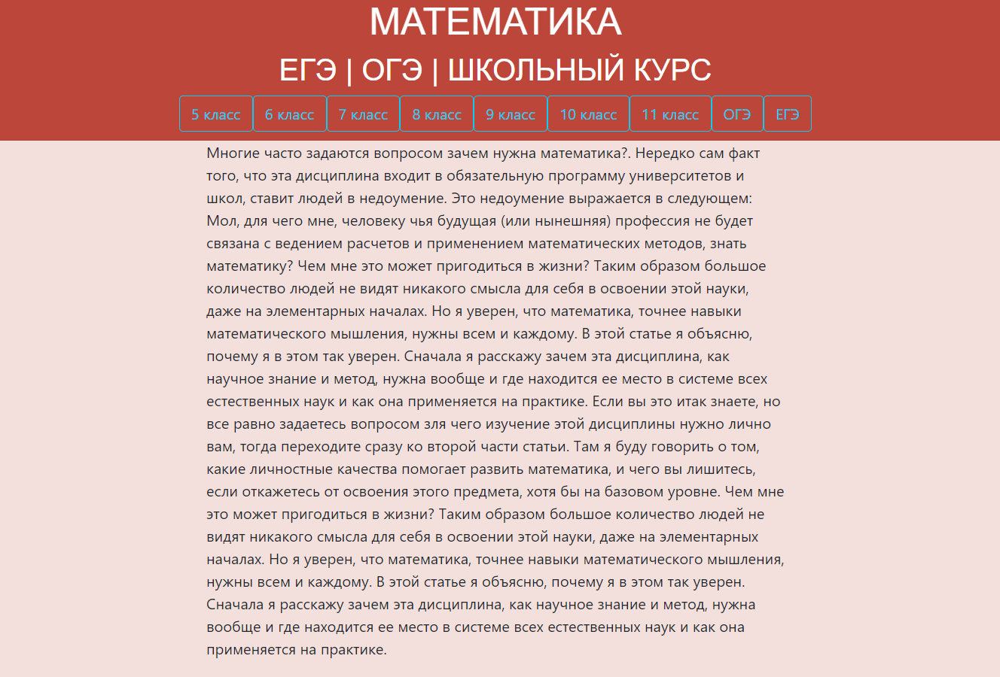 МАТЕМАТИКА
ЕГЭ | ОГЭ | ШКОЛЬНЫЙ КУРС
5 класс 6 класс 7 класс 8 класс 9 класс 10 класс 11 класс ОГЭ ЕГЭ
Многие часто задаются вопросом зачем нужна математика?. Нередко сам факт
того, что эта дисциплина входит в обязательную программу университетов и
школ, ставит людей в недоумение. Это недоумение выражается в следующем:
Мол, для чего мне, человеку чья будущая (или нынешняя) профессия не будет
связана с ведением расчетов и применением математических методов, знать
математику? Чем мне это может пригодиться в жизни? Таким образом большое
количество людей не видят никакого смысла для себя в освоении этой науки,
даже на элементарных началах. Но я уверен, что математика, точнее навыки
математического мышления, нужны всем и каждому. В этой статье я объясню,
почему я в этом так уверен. Сначала я расскажу зачем эта дисциплина, как
научное знание и метод, нужна вообще и где находится ее место в системе всех
естественных наук и как она применяется на практике. Если вы это итак знаете, но
все равно задаетесь вопросом зля чего изучение этой дисциплины нужно лично
вам, тогда переходите сразу ко второй части статьи. Там я буду говорить о том,
какие личностные качества помогает развить математика, и чего вы лишитесь,
если откажетесь от освоения этого предмета, хотя бы на базовом уровне. Чем мне
это может пригодиться в жизни? Таким образом большое количество людей не
видят никакого смысла для себя в освоении этой науки, даже на элементарных
началах. Но я уверен, что математика, точнее навыки математического мышления,
нужны всем и каждому. В этой статье я объясню, почему я в этом так уверен.
Сначала я расскажу зачем эта дисциплина, как научное знание и метод, нужна
вообще и где находится ее место в системе всех естественных наук и как она
применяется на практике.